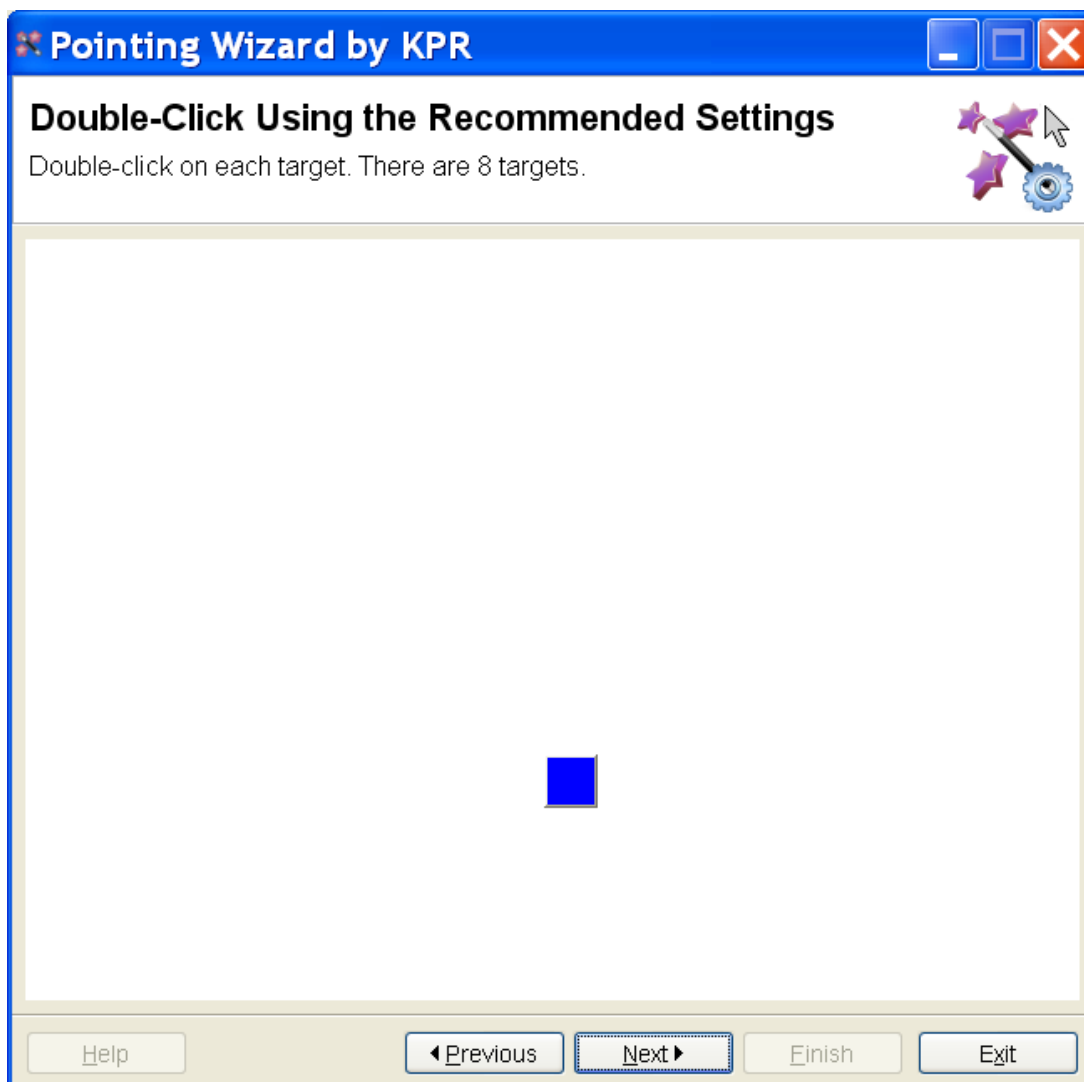 Pointing Wizard by KPR
Double-Click Using the Recommended Settings
Double-click on each target. There are 8 targets.
Help
Previous
Next
Finish
Exit